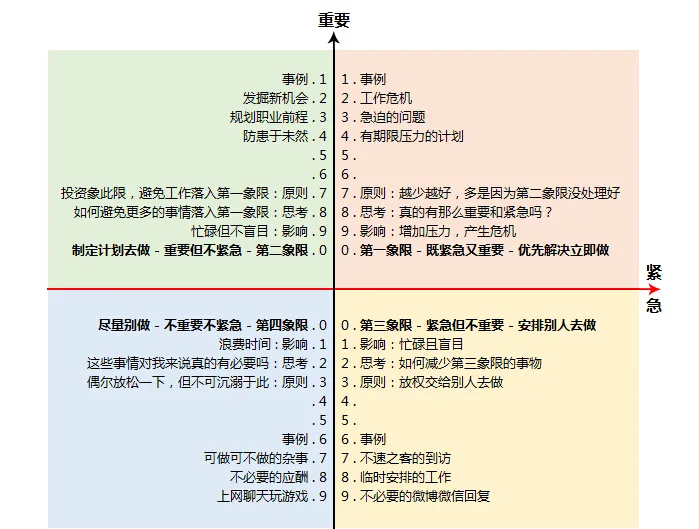 重要
事例 . 1
发掘新机会 . 2
规划职业前程 . 3
防患于未然 . 4
. 5
. 6
投资象此限，避免工作落入第一象限：原则 . 7
如何避免更多的事情落入第一象限：思考 . 8
忙碌但不盲目：影响 . 9
制定计划去做 - 重要但不紧急 - 第二象限 . 0
1 . 事例
2 . 工作危机
3 . 急迫的问题
4 . 有期限压力的计划
5 .
6 .
7 . 原则：越少越好，多是因为第二象限没处理好
8 . 思考：真的有那么重要和紧急吗？
9 . 影响：增加压力，产生危机
0 . 第一象限 - 既紧急又重要 - 优先解决立即做
紧
急
尽量别做 - 不重要不紧急 - 第四象限 . 0
浪费时间：影响 . 1
这些事情对我来说真的有必要吗：思考 . 2
偶尔放松一下，但不可沉溺于此：原则 . 3
. 4
. 5
事例 . 6
可做可不做的杂事 . 7
不必要的应酬 . 8
上网聊天玩游戏 . 9
0 . 第三象限 - 紧急但不重要 - 安排别人去做
1 . 影响：忙碌且盲目
2 . 思考：如何减少第三象限的事物
3 . 原则：放权交给别人去做
4 .
5 .
6 . 事例
7 . 不速之客的到访
8 . 临时安排的工作
9 . 不必要的微博微信回复